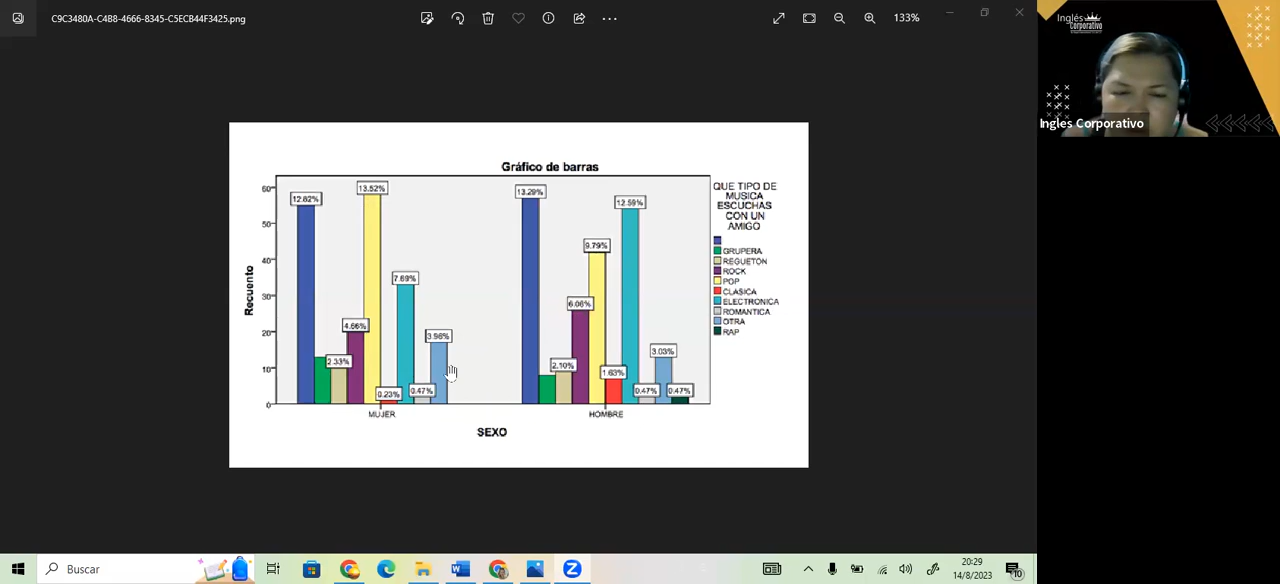 C9C3480A-C4B8-4666-8345-C5ECB44F3425.png
133%
Inglés
Corporativo
Ingles Corporativo
Gráfico de barras
60
50
40
30
20
10
0
Recuento
12.82%
2.33%
4.66%
13.52%
0.23%
7.69%
0.47%
3.96%
13.29%
2.10%
6.06%
9.79%
1.63%
12.59%
0.47%
3.03%
0.47%
MUJER
HOMBRE
SEXO
QUE TIPO DE
MUSICA
ESCUCHAS
CON UN
AMIGO
GRUPERA
REGUETON
ROCK
POP
CLASICA
ELECTRONICA
ROMANTICA
OTRA
RAP
Buscar
20:29
14/8/2023
10